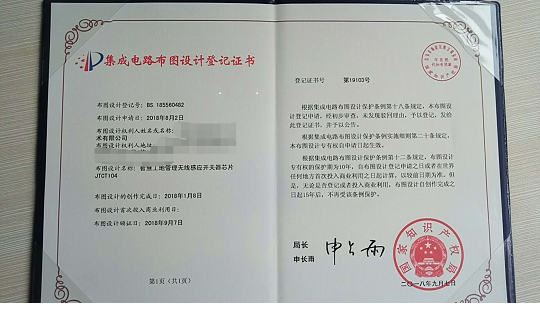 集成电路布图设计登记证书
布图设计登记号: BS 185560482
布图设计申请日: 2018年8月2日
布图设计权利人姓名或名称:
术有限公司
布图设计权利人地址:
布图设计名称: 智慧工地管理无线感应开关器芯片
JTCT104
布图设计的创作完成日: 2018年1月8日
布图设计首次投入商业利用日:
布图设计颁证日: 2018年9月7日
第1页 (共1页)
登记证书号 第19103号
根据集成电路布图设计保护条例第十八条规定,本布图设
计登记申请,经初步审查,未发现驳回理由,予以登记,发给
此登记证书,并予以公告。
根据集成电路布图设计保护条例实施细则第二十条规定,本
布图设计专有权自申请日起生效。
根据集成电路布图设计保护条例第十二条规定,布图设计
专有权的保护期为10年,自布图设计登记申请之日或者在世界
任何地方首次投入商业利用之日起计算,以较前日期为准。但
是,无论是否登记或者投入商业利用,布图设计自创作完成之
日起15年后,不再受该条例保护。
局长
申长雨
申长雨
国家知识产权局
二〇一八年九月七日